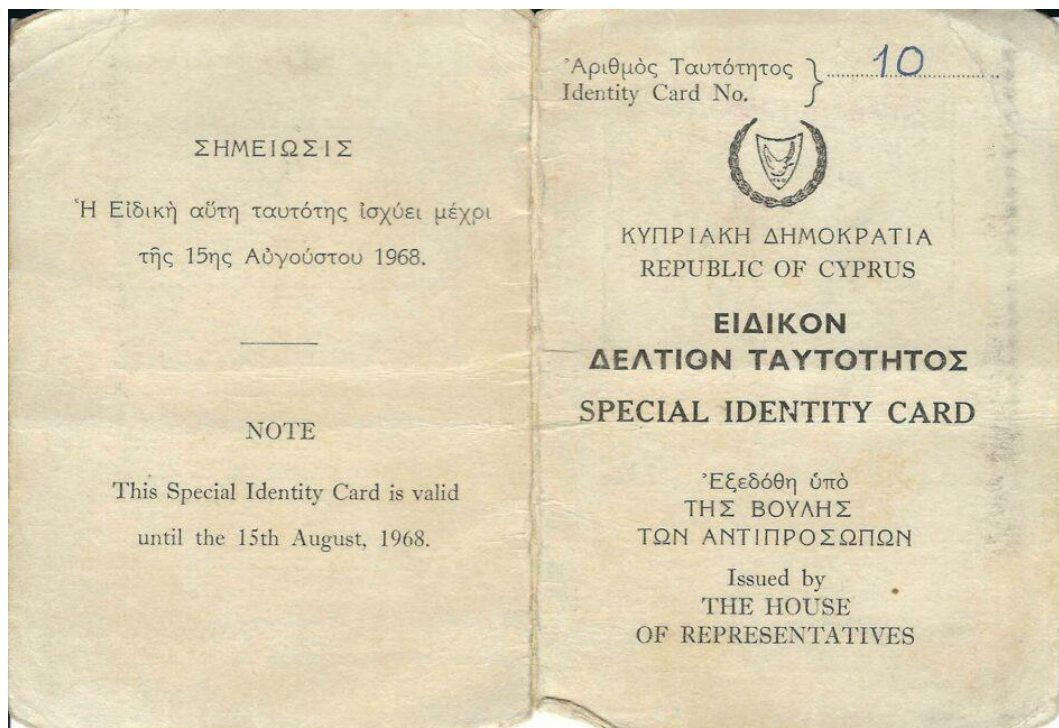 ΣΗΜΕΙΩΣΙΣ
Ἡ Εἰδικὴ αὕτη ταυτότης ἰσχύει μέχρι
τῆς 15ης Αὐγούστου 1968.
NOTE
This Special Identity Card is valid
until the 15th August, 1968.
Ἀριθμὸς Ταυτότητος } 10
Identity Card No.
ΚΥΠΡΙΑΚΗ ΔΗΜΟΚΡΑΤΙΑ
REPUBLIC OF CYPRUS
ΕΙΔΙΚΟΝ
ΔΕΛΤΙΟΝ ΤΑΥΤΟΤΗΤΟΣ
SPECIAL IDENTITY CARD
Ἐξεδόθη ὑπὸ
ΤΗΣ ΒΟΥΛΗΣ
ΤΩΝ ΑΝΤΙΠΡΟΣΩΠΩΝ
Issued by
THE HOUSE
OF REPRESENTATIVES